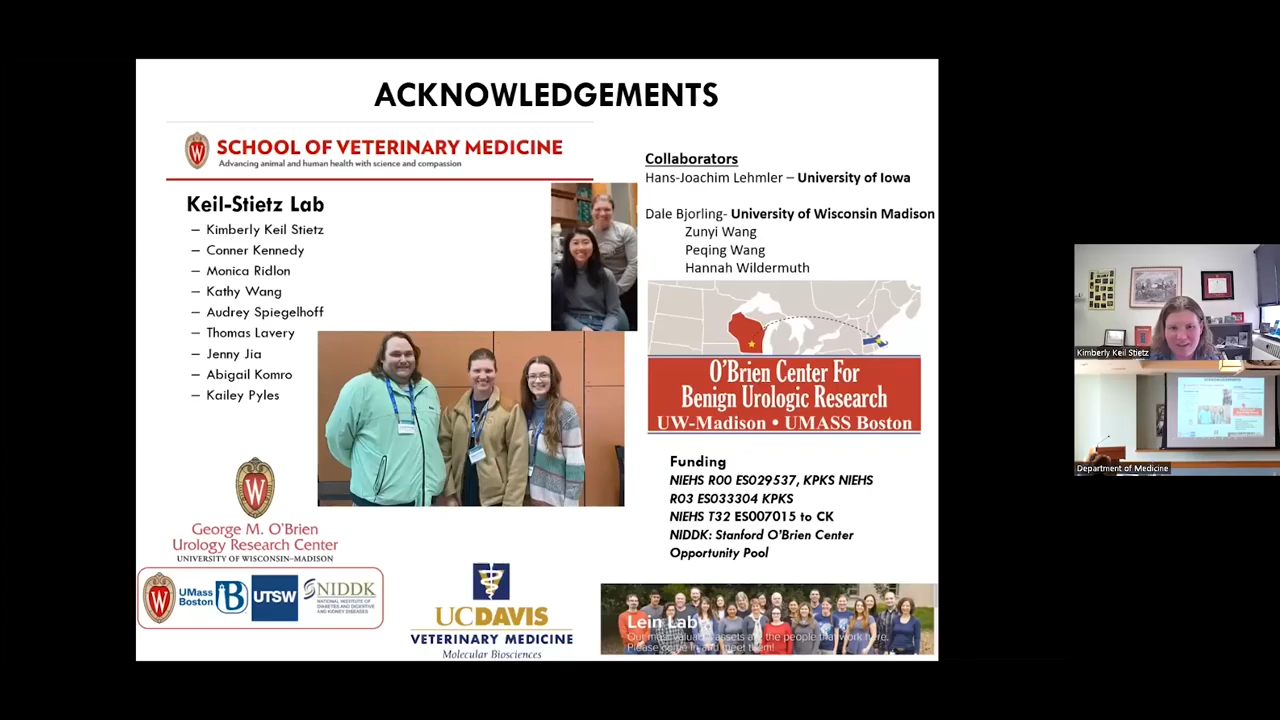 ACKNOWLEDGEMENTS
W
SCHOOL OF VETERINARY MEDICINE
Advancing animal and human health with science and compassion
Keil-Stietz Lab
– Kimberly Keil Stietz
– Conner Kennedy
– Monica Ridlon
– Kathy Wang
– Audrey Spiegelhoff
– Thomas Lavery
– Jenny Jia
– Abigail Komro
– Kailey Pyles
Collaborators
Hans-Joachim Lehmler – University of Iowa
Dale Bjorling- University of Wisconsin Madison
Zunyi Wang
Peqing Wang
Hannah Wildermuth
O'Brien Center For
Benign Urologic Research
UW-Madison • UMASS Boston
Funding
NIEHS R00 ES029537, KPKS NIEHS
R03 ES033304 KPKS
NIEHS T32 ES007015 to CK
NIDDK: Stanford O'Brien Center
Opportunity Pool
W
George M. O'Brien
Urology Research Center
UNIVERSITY OF WISCONSIN–MADISON
W
UMass
Boston
B
UTSW
NIDDK
NATIONAL INSTITUTE OF
DIABETES AND DIGESTIVE
AND KIDNEY DISEASES
UCDAVIS
VETERINARY MEDICINE
Molecular Biosciences
Lein Lab
Our most valuable assets are the people that work here.
Please come in and meet them!
Kimberly Keil Stietz
Department of Medicine